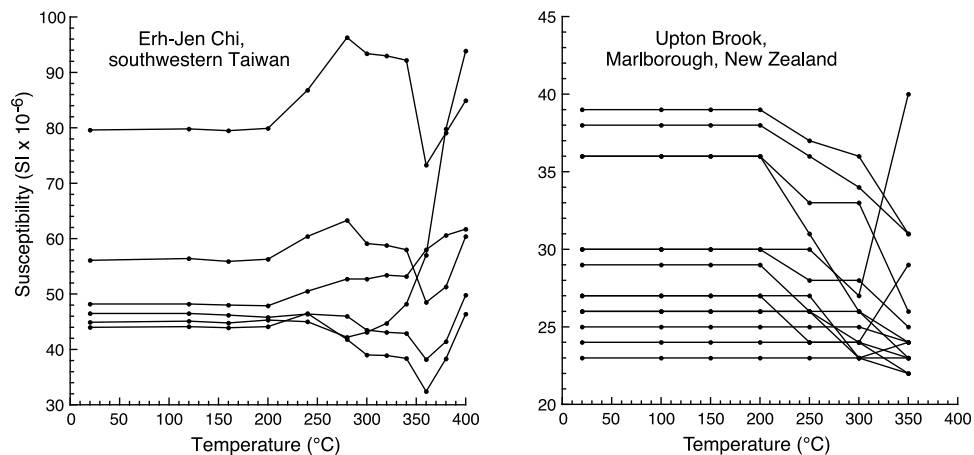 Erh-Jen Chi,
southwestern Taiwan
Susceptibility (SI x 10⁻⁶)
100
90
80
70
60
50
40
30
0 50 100 150 200 250 300 350 400
Temperature (°C)
Upton Brook,
Marlborough, New Zealand
45
40
35
30
25
20
0 50 100 150 200 250 300 350 400
Temperature (°C)